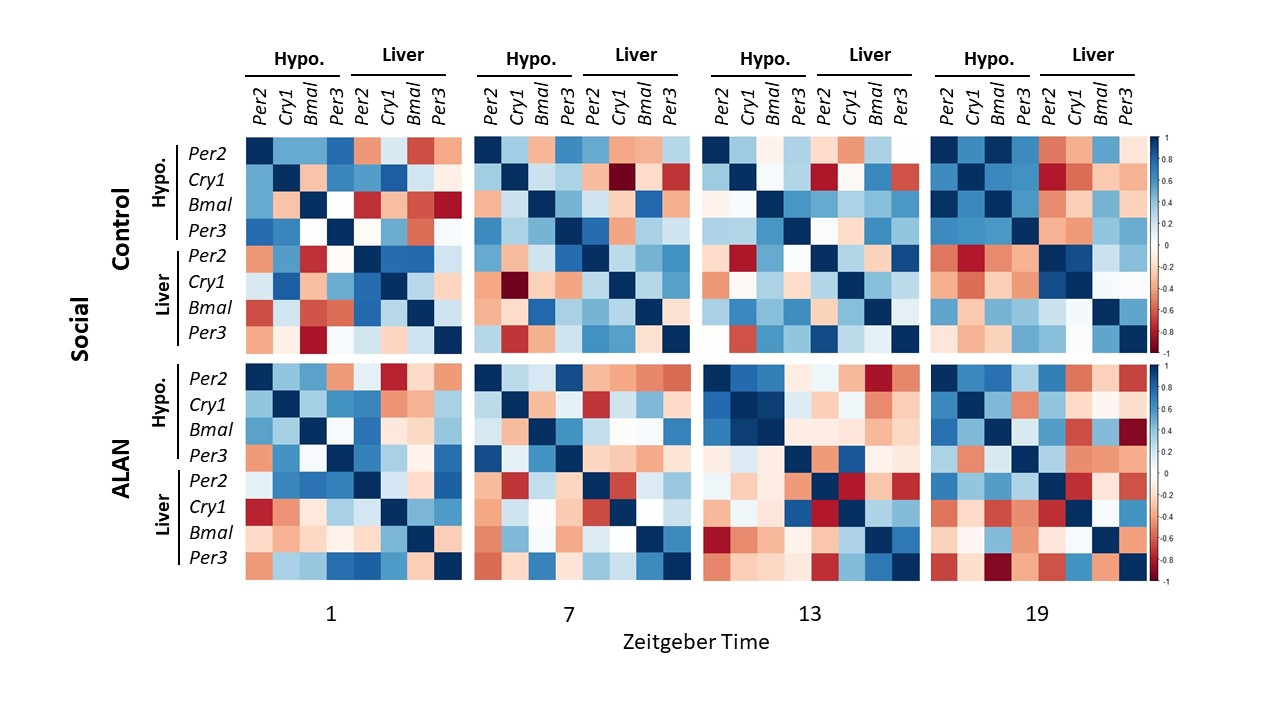 Hypo. Liver Hypo. Liver Hypo. Liver Hypo. Liver
Per2 Cry1 Bmal Per3 Per2 Cry1 Bmal Per3 Per2 Cry1 Bmal Per3 Per2 Cry1 Bmal Per3 Per2 Cry1 Bmal Per3 Per2 Cry1 Bmal Per3 Per2 Cry1 Bmal Per3 Per2 Cry1 Bmal Per3
Social
Control
Hypo.
Per2
Cry1
Bmal
Per3
Liver
Per2
Cry1
Bmal
Per3
1
0.8
0.6
0.4
0.2
0
-0.2
-0.4
-0.6
-0.8
-1
ALAN
Hypo.
Per2
Cry1
Bmal
Per3
Liver
Per2
Cry1
Bmal
Per3
1
0.8
0.6
0.4
0.2
0
-0.2
-0.4
-0.6
-0.8
-1
1 7 13 19
Zeitgeber Time